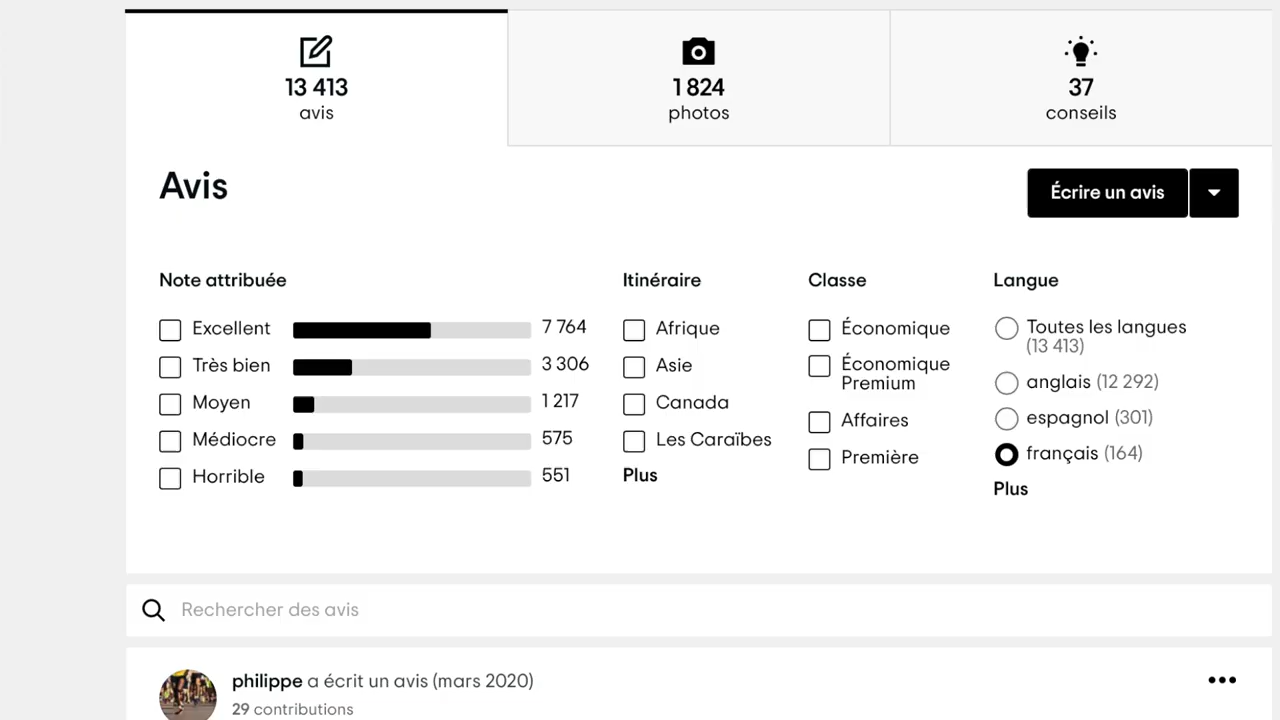 13 413
avis
1 824
photos
37
conseils
Avis
Écrire un avis
Note attribuée
Excellent 7 764
Très bien 3 306
Moyen 1 217
Médiocre 575
Horrible 551
Itinéraire
Afrique
Asie
Canada
Les Caraïbes
Plus
Classe
Économique
Économique
Premium
Affaires
Première
Langue
Toutes les langues
(13 413)
anglais (12 292)
espagnol (301)
français (164)
Plus
Rechercher des avis
philippe a écrit un avis (mars 2020)
29 contributions